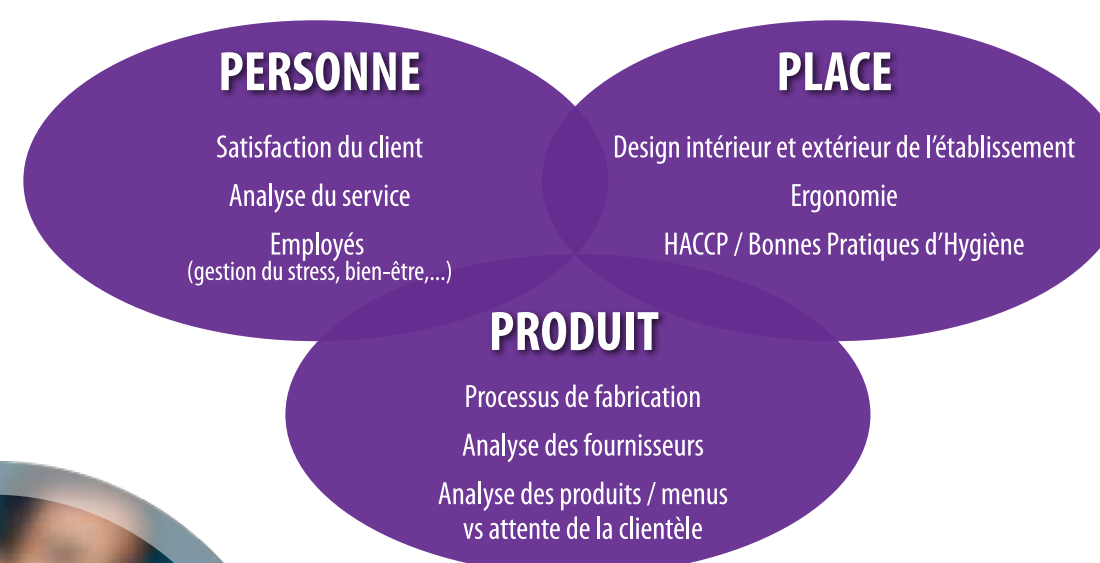 PERSONNE
Satisfaction du client
Analyse du service
Employés
(gestion du stress, bien-être,...)
PLACE
Design intérieur et extérieur de l'établissement
Ergonomie
HACCP / Bonnes Pratiques d'Hygiène
PRODUIT
Processus de fabrication
Analyse des fournisseurs
Analyse des produits / menus
vs attente de la clientèle